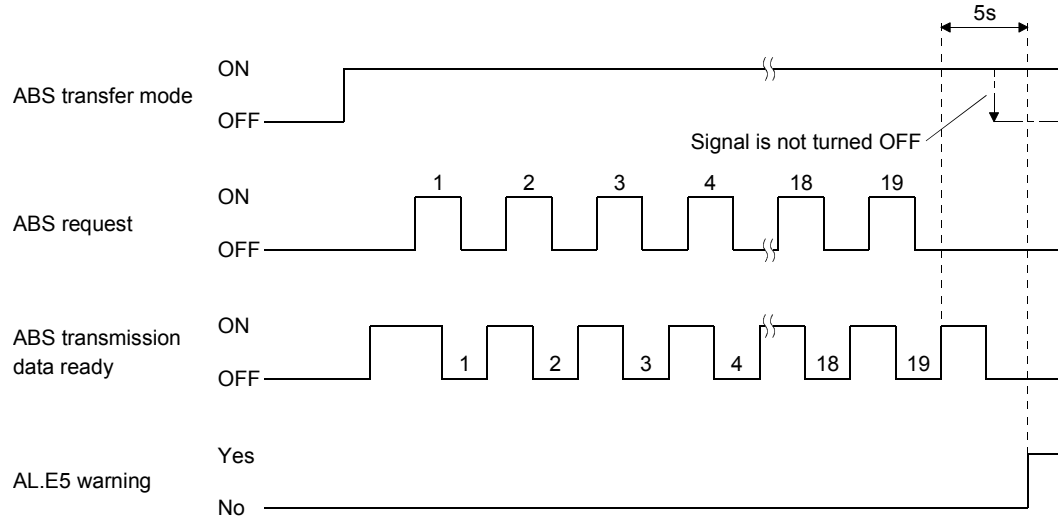 5s
ON
ABS transfer mode
OFF
Signal is not turned OFF
1 2 3 4 18 19
ON
ABS request
OFF
ON
ABS transmission
data ready
1 2 3 4 18 19
OFF
Yes
AL.E5 warning
No